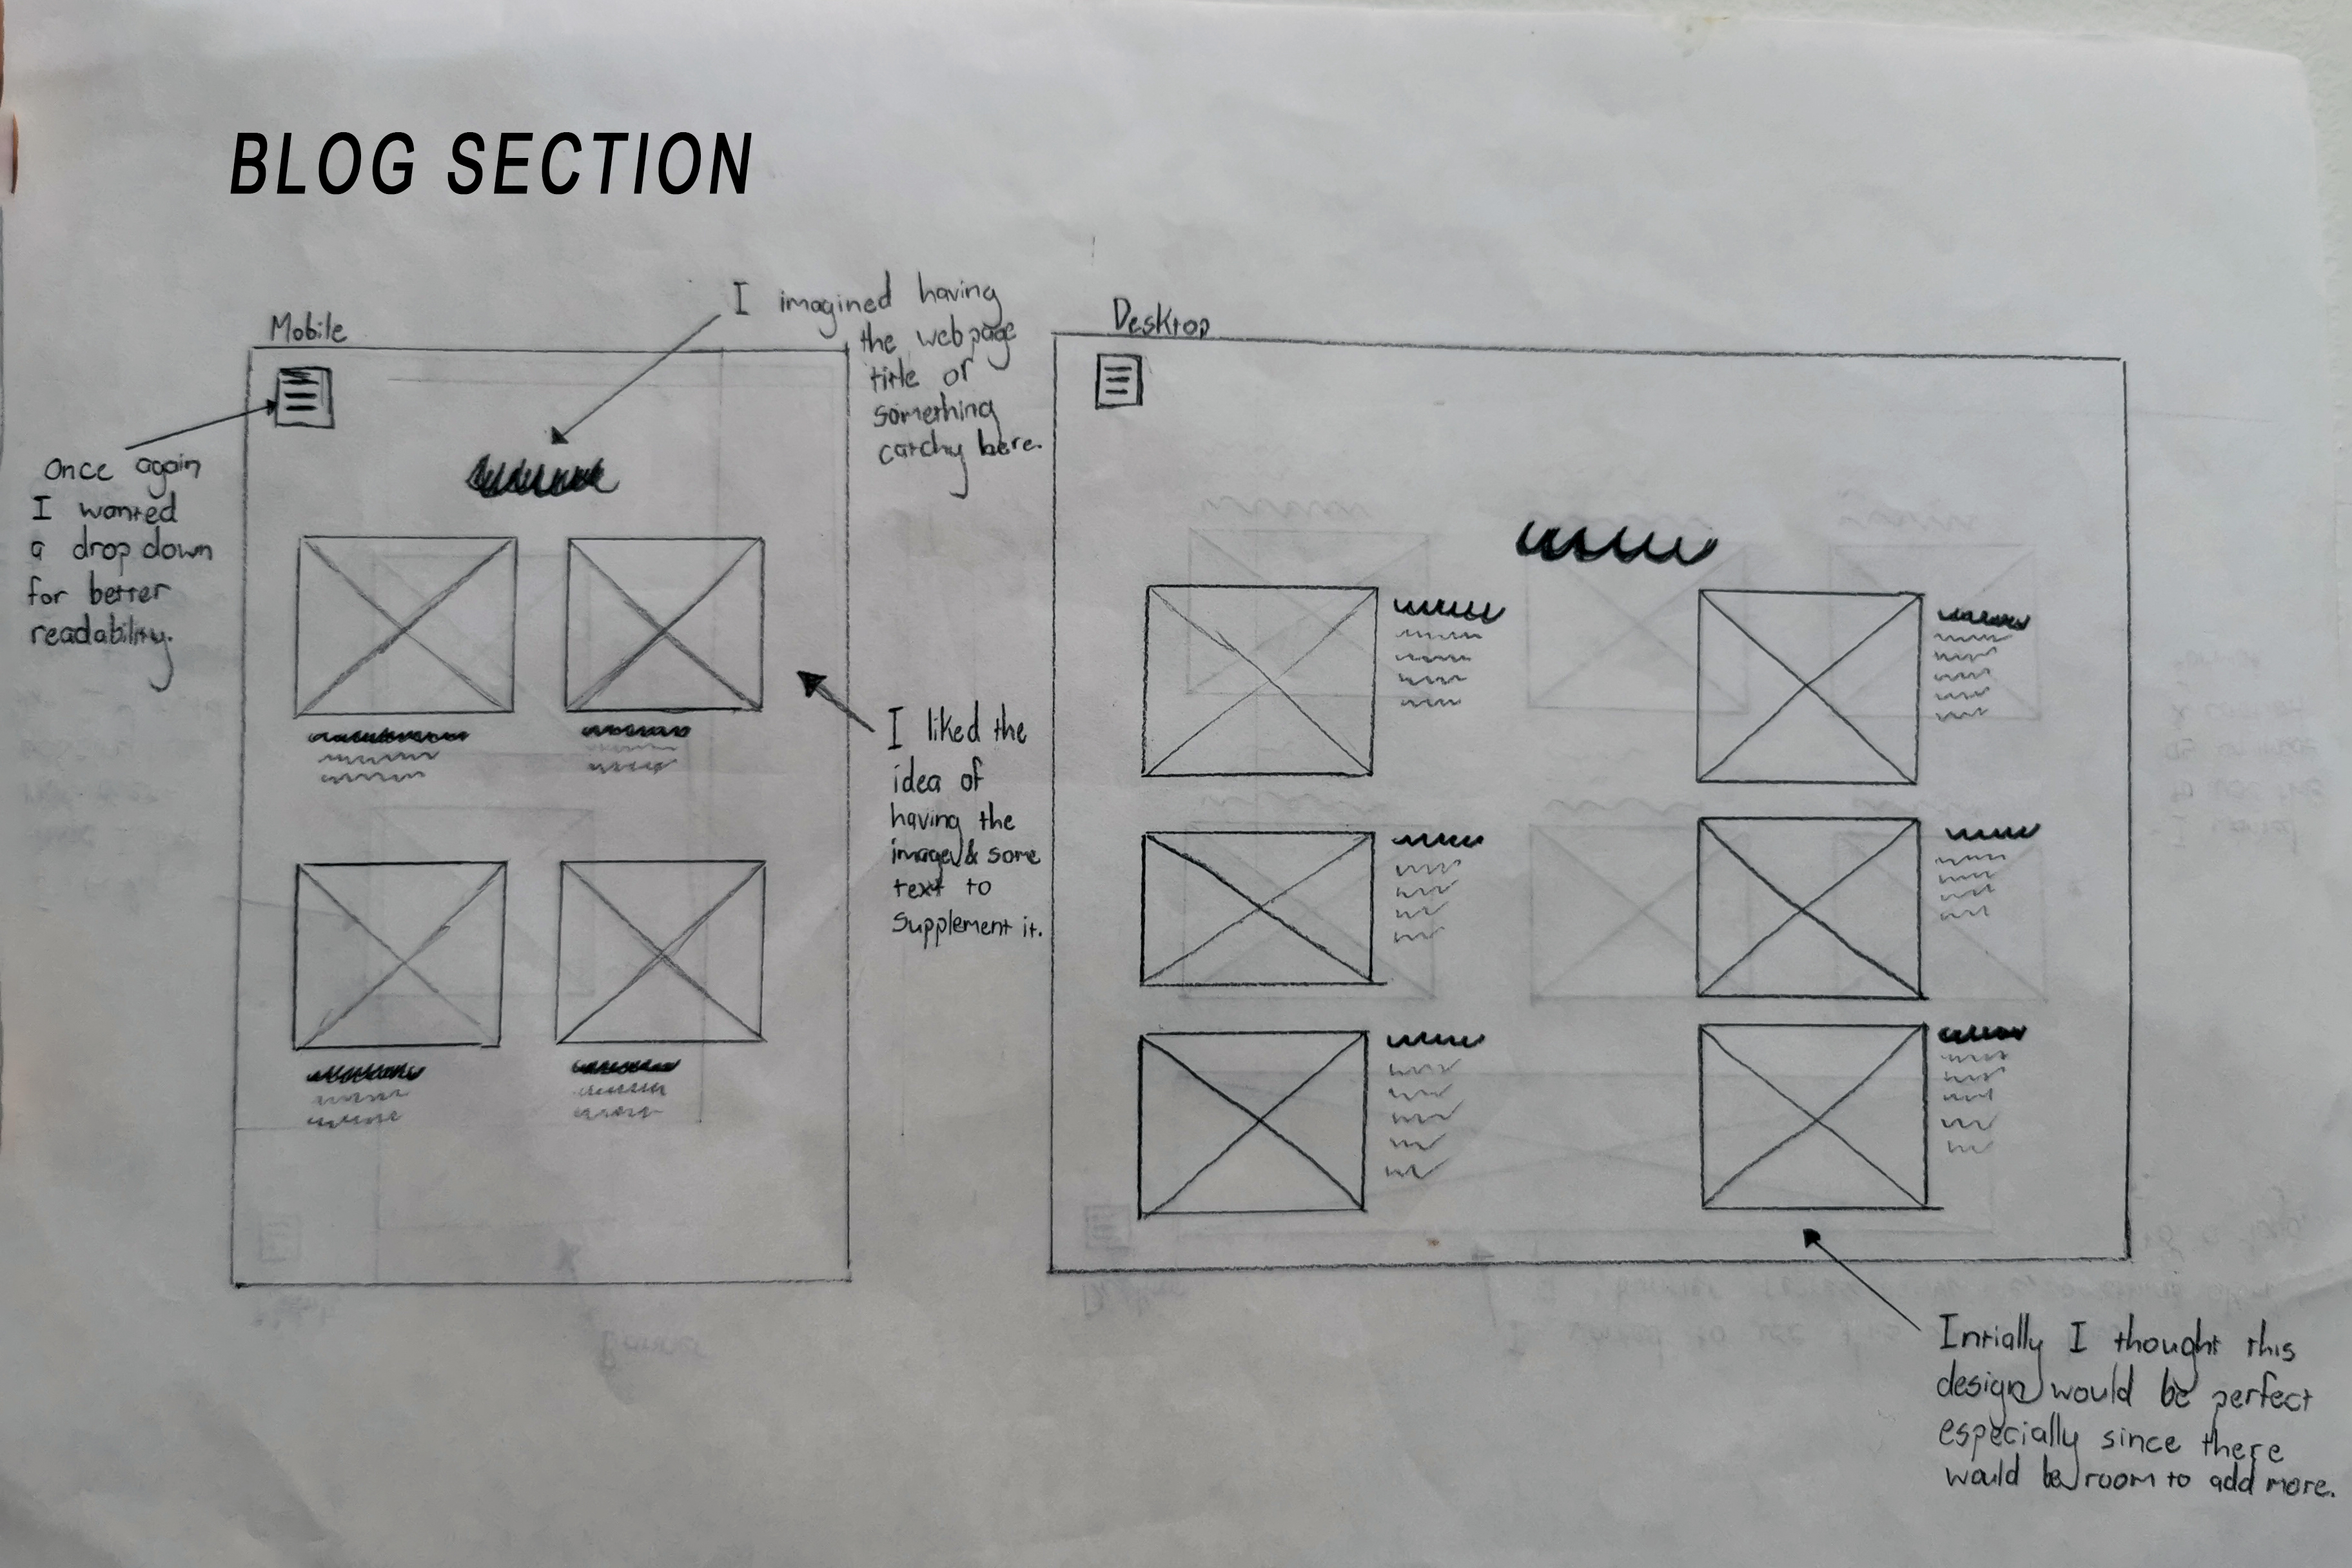 BLOG SECTION
Mobile
I imagined having
the webpage
title or
something
catchy here.
Once again
I wanted
a drop down
for better
readability.
I liked the
idea of
having the
image & some
text to
supplement it.
Desktop
Intially I thought this
design would be perfect
especially since there
would be room to add more.